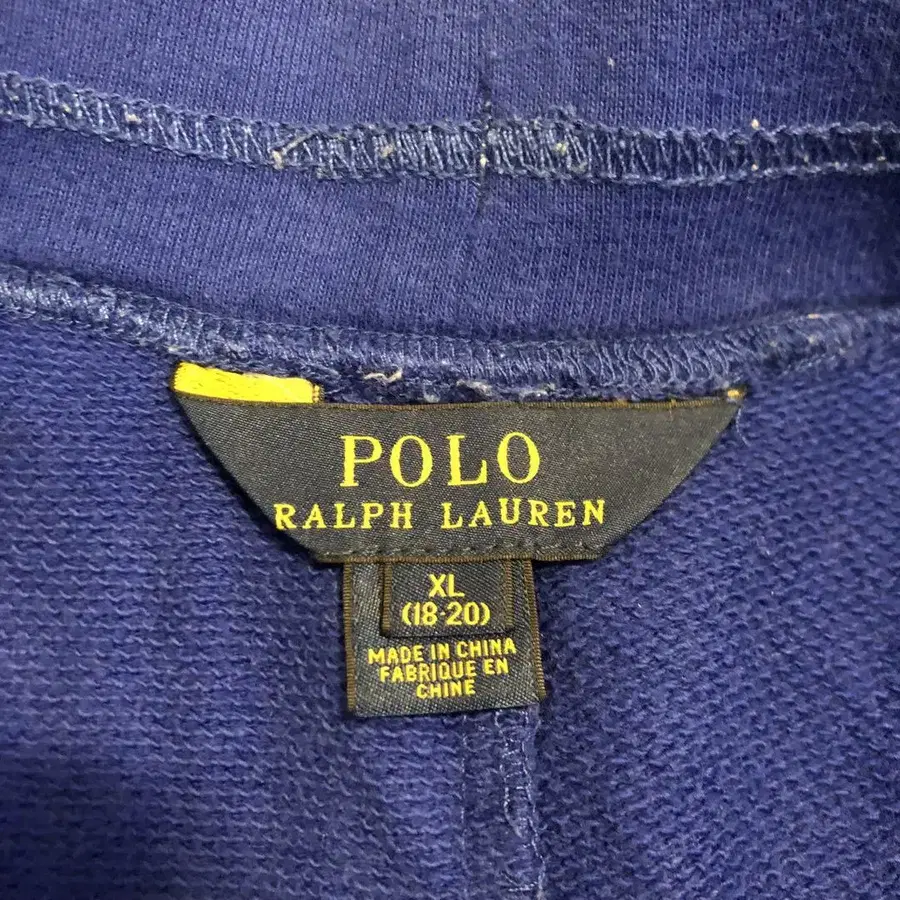 POLO
RALPH LAUREN
XL
(18-20)
MADE IN CHINA
FABRIQUE EN
CHINE